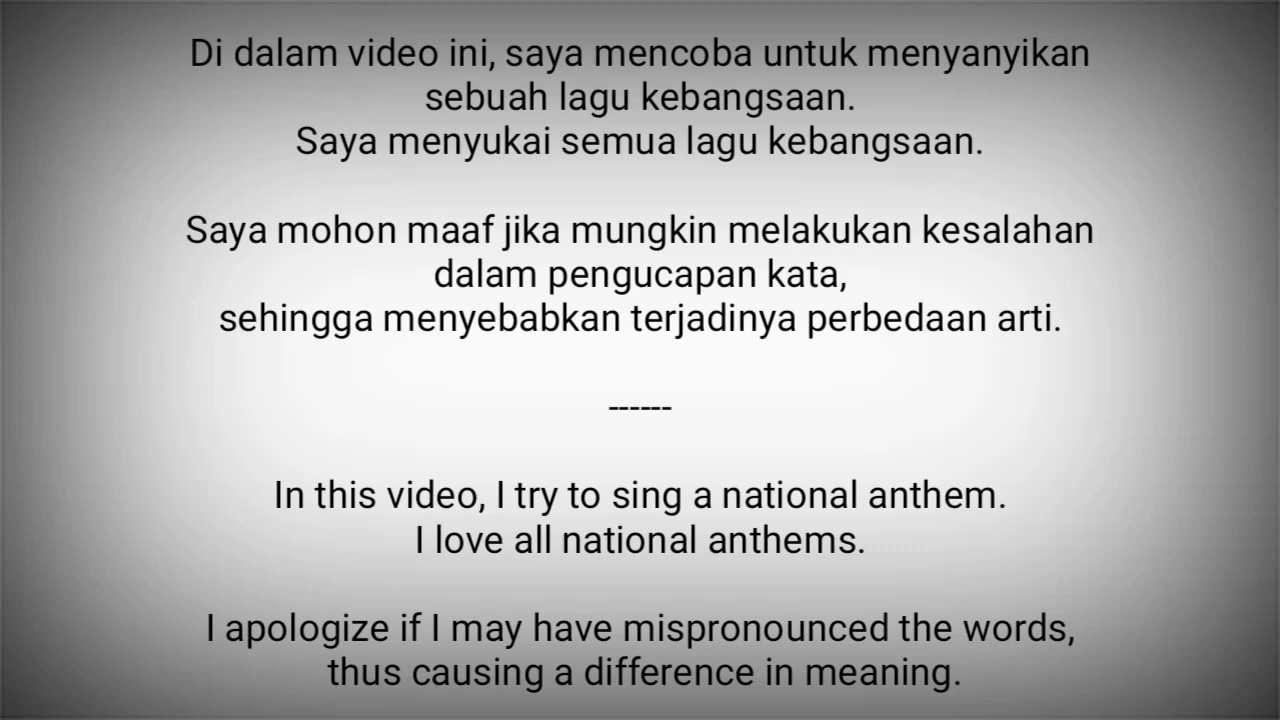 Di dalam video ini, saya mencoba untuk menyanyikan
sebuah lagu kebangsaan.
Saya menyukai semua lagu kebangsaan.
Saya mohon maaf jika mungkin melakukan kesalahan
dalam pengucapan kata,
sehingga menyebabkan terjadinya perbedaan arti.
------
In this video, I try to sing a national anthem.
I love all national anthems.
I apologize if I may have mispronounced the words,
thus causing a difference in meaning.